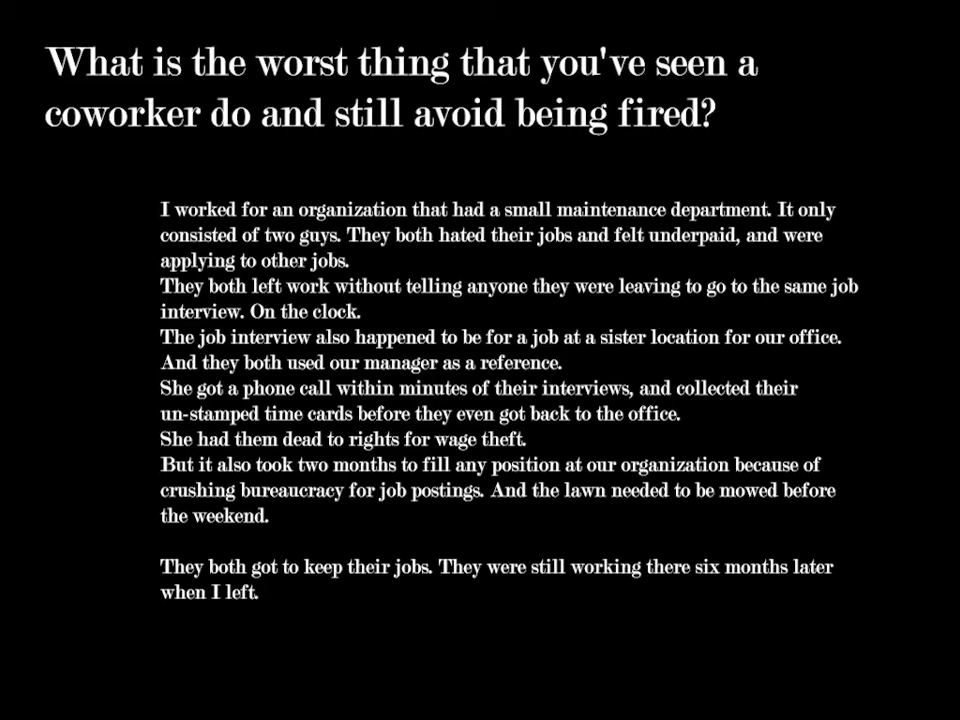 What is the worst thing that you've seen a
coworker do and still avoid being fired?
I worked for an organization that had a small maintenance department. It only
consisted of two guys. They both hated their jobs and felt underpaid, and were
applying to other jobs.
They both left work without telling anyone they were leaving to go to the same job
interview. On the clock.
The job interview also happened to be for a job at a sister location for our office.
And they both used our manager as a reference.
She got a phone call within minutes of their interviews, and collected their
un-stamped time cards before they even got back to the office.
She had them dead to rights for wage theft.
But it also took two months to fill any position at our organization because of
crushing bureaucracy for job postings. And the lawn needed to be mowed before
the weekend.
They both got to keep their jobs. They were still working there six months later
when I left.